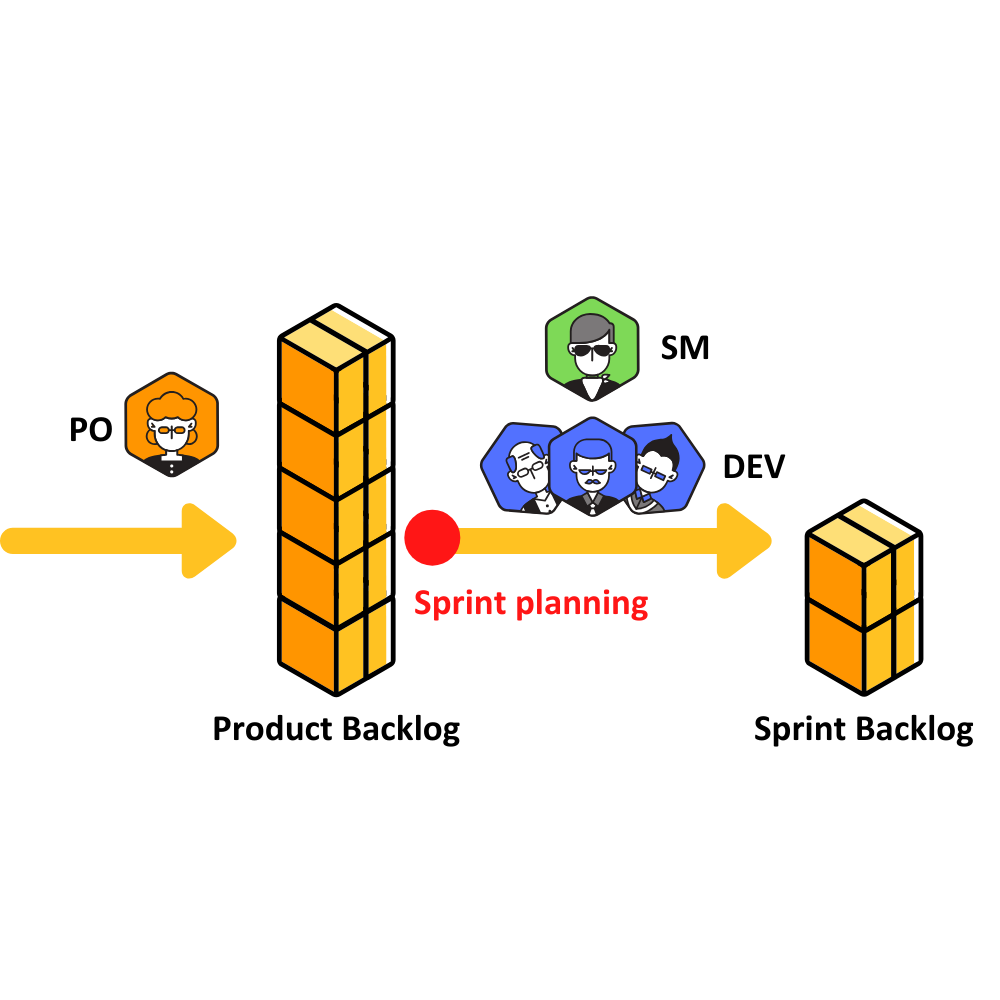 SM
PO
DEV
Sprint planning
Product Backlog
Sprint Backlog